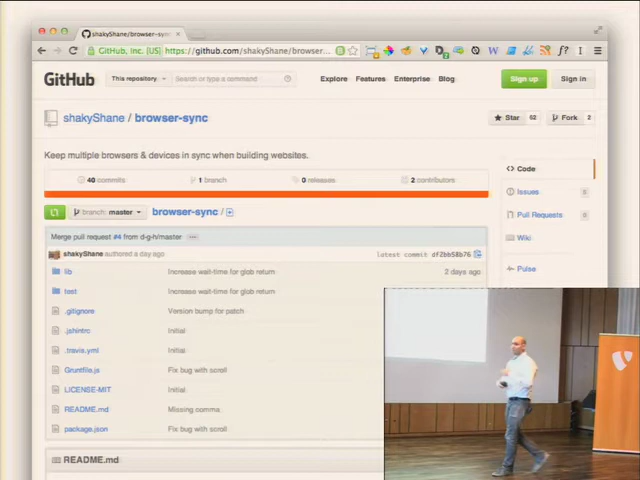 shakyShane/browser-sync
GitHub, Inc. [US] https://github.com/shakyShane/browser...
GitHub This repository Search or type a command Explore Features Enterprise Blog Sign up Sign in
shakyShane / browser-sync Star 52 Fork 2
Keep multiple browsers & devices in sync when building websites.
40 commits 1 branch 0 releases 2 contributors
Code
Issues
branch: master browser-sync /
Pull Requests 0
Merge pull request #4 from d-g-h/master
Wiki
shakyShane authored a day ago latest commit df2bb58b76
lib Increase wait-time for glob return 2 days ago
Pulse
test Increase wait-time for glob return
.gitignore Version bump for patch
.jshintrc Initial
.travis.yml Initial
Gruntfile.js Fix bug with scroll
LICENSE-MIT Initial
README.md Missing comma
package.json Fix bug with scroll
README.md